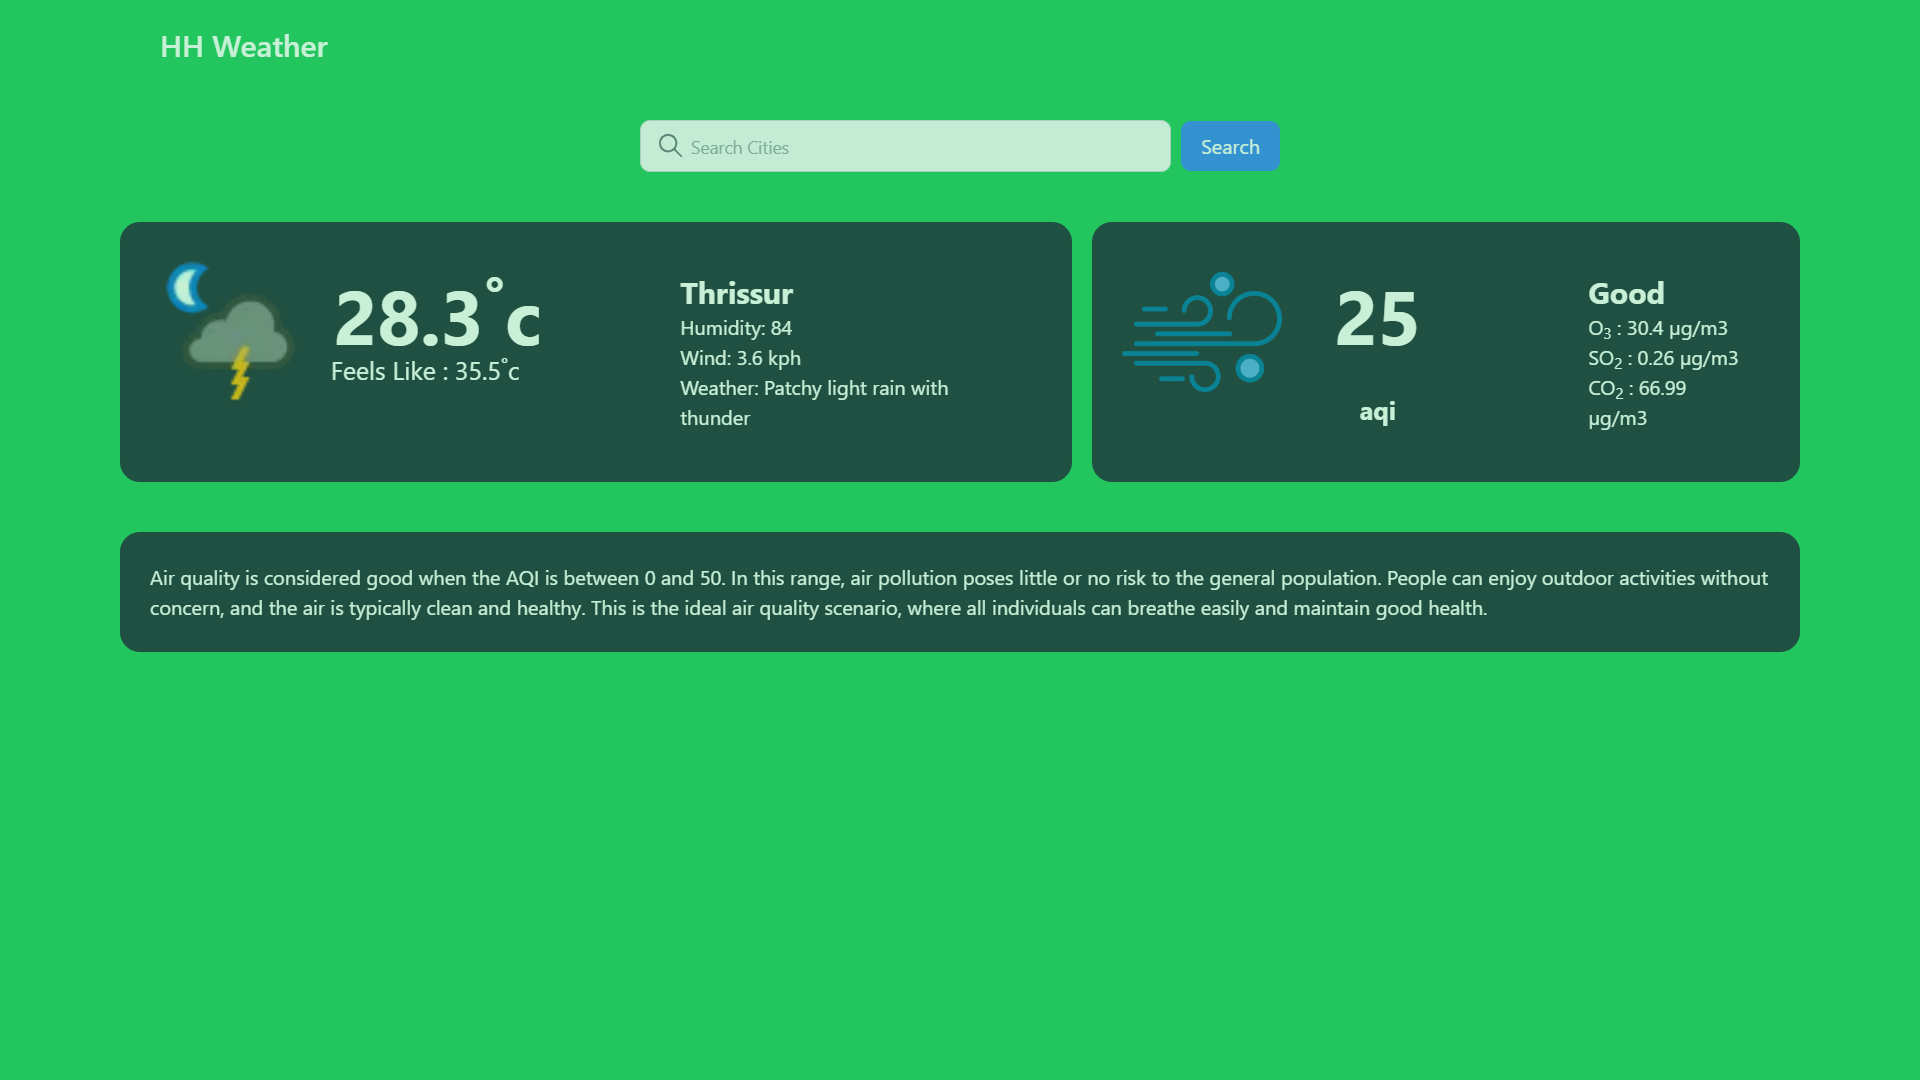 HH Weather
Search Cities
Search
28.3°c
Feels Like : 35.5°c
Thrissur
Humidity: 84
Wind: 3.6 kph
Weather: Patchy light rain with
thunder
25
aqi
Good
O₃ : 30.4 µg/m3
SO₂ : 0.26 µg/m3
CO₂ : 66.99
µg/m3
Air quality is considered good when the AQI is between 0 and 50. In this range, air pollution poses little or no risk to the general population. People can enjoy outdoor activities without
concern, and the air is typically clean and healthy. This is the ideal air quality scenario, where all individuals can breathe easily and maintain good health.